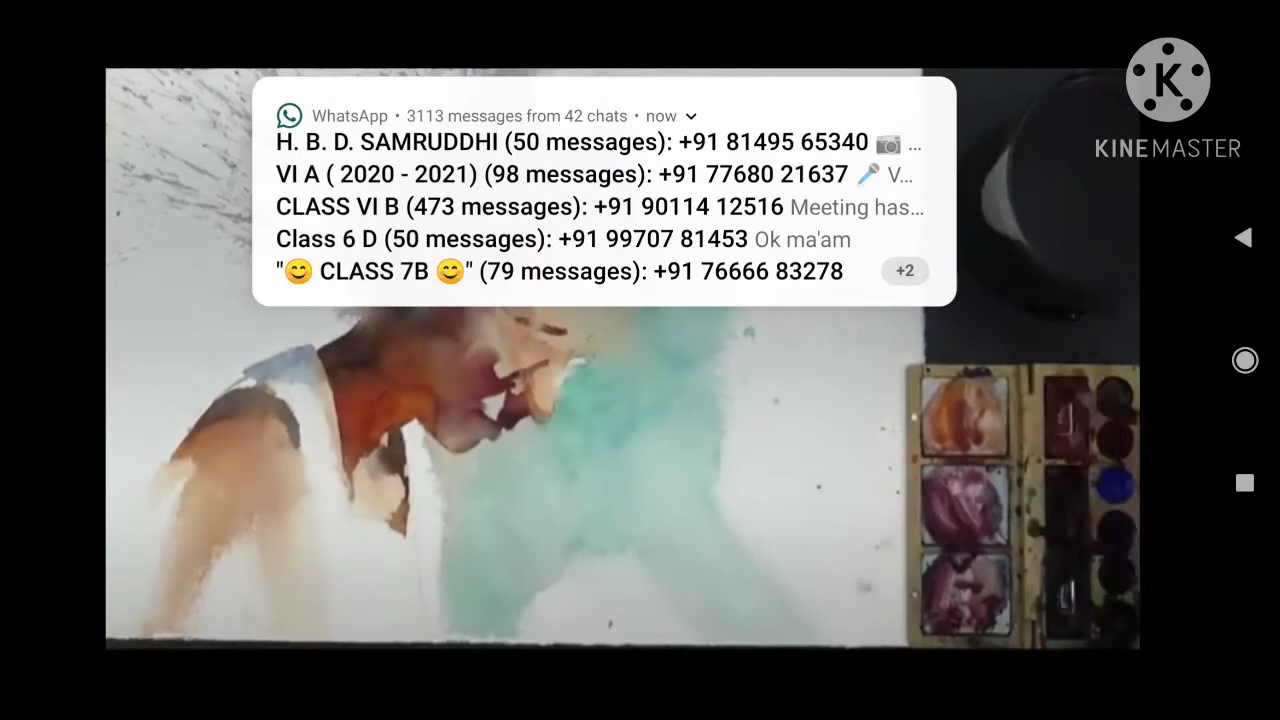 WhatsApp • 3113 messages from 42 chats • now
H. B. D. SAMRUDDHI (50 messages): +91 81495 65340 📷 ...
VI A ( 2020 - 2021) (98 messages): +91 77680 21637 🎤 V...
CLASS VI B (473 messages): +91 90114 12516 Meeting has...
Class 6 D (50 messages): +91 99707 81453 Ok ma'am
"😊 CLASS 7B 😊" (79 messages): +91 76666 83278
+2
K
KINEMASTER